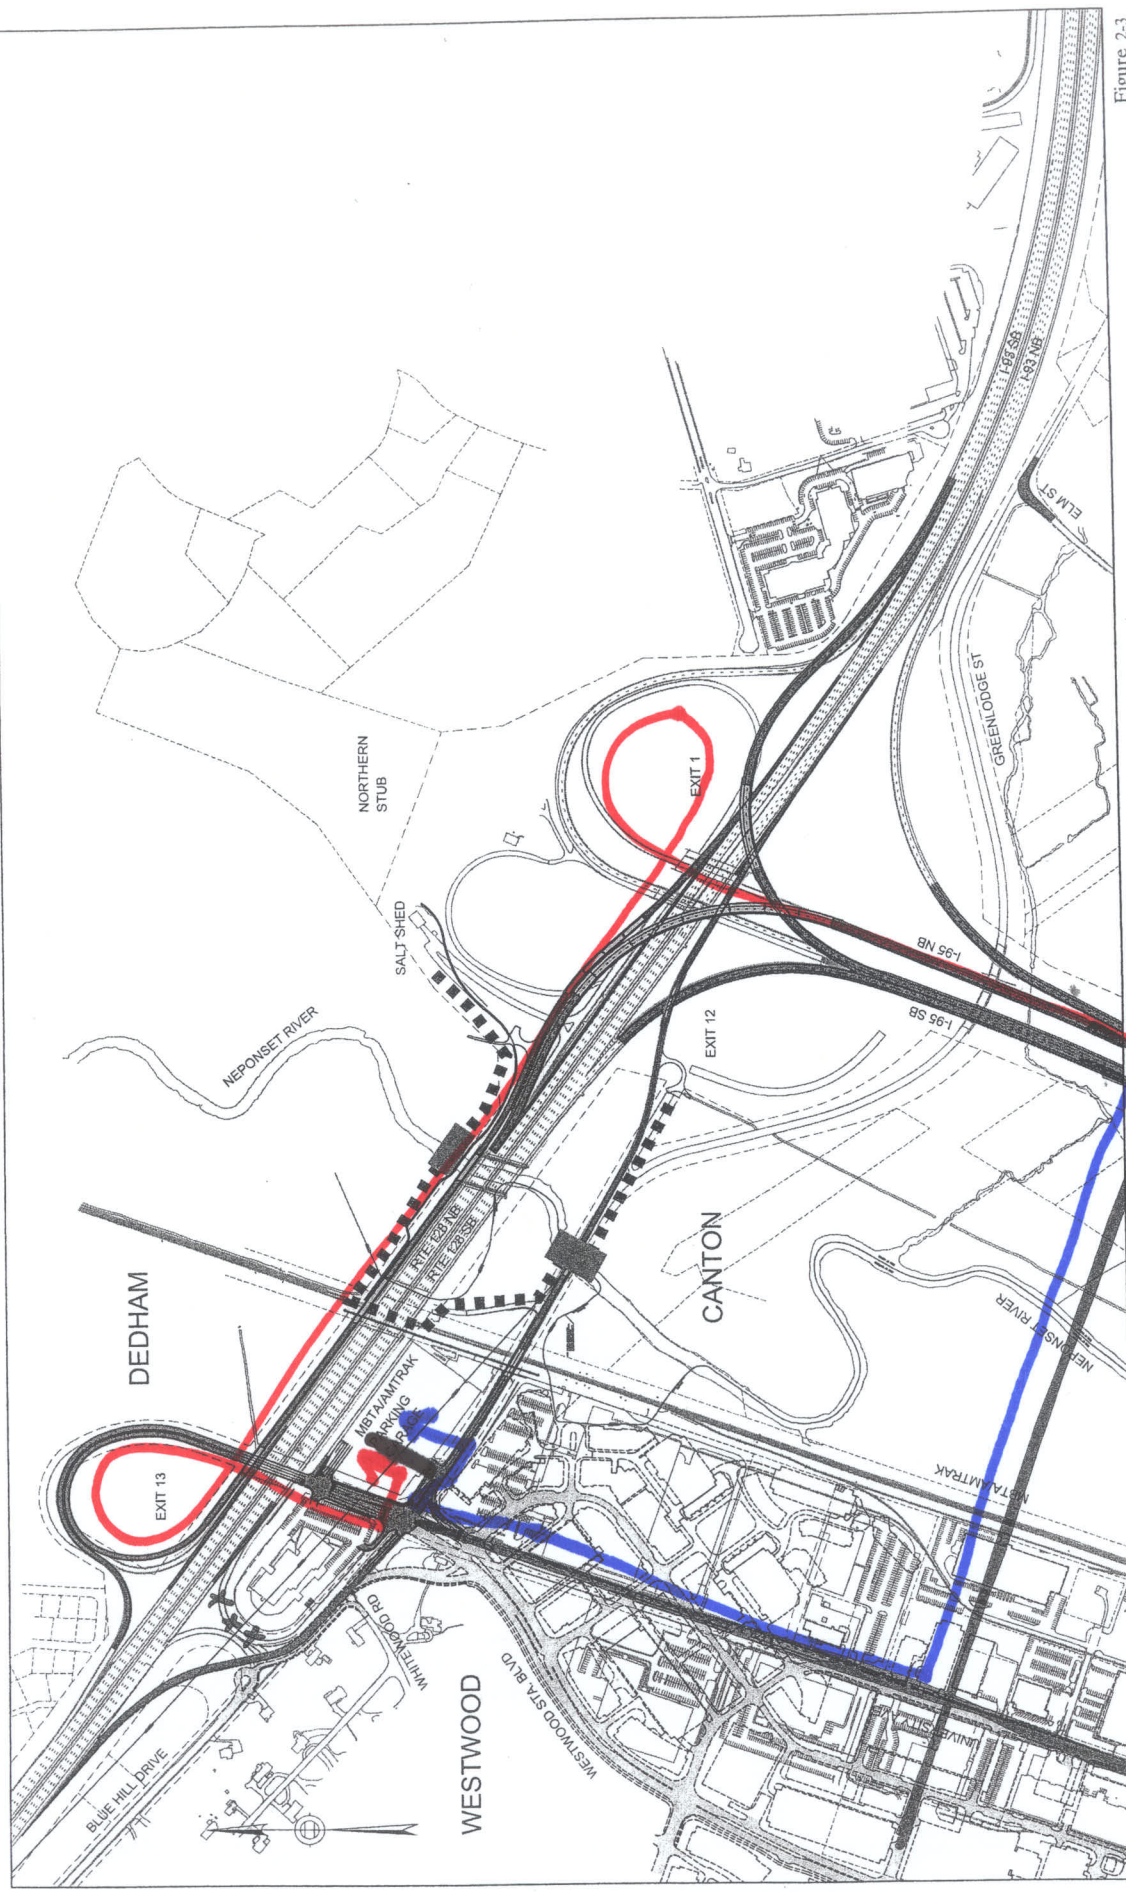 Figure 2-3
DEDHAM
WESTWOOD
CANTON
NORTHERN
STUB
SALT SHED
NEPONSET RIVER
EXIT 13
EXIT 1
EXIT 12
RTE 128 NB
RTE 128 SB
MBTA/AMTRAK
PARKING
I-93 SB
I-93 NB
I-95 NB
I-95 SB
ELM ST
GREENLODGE ST
NEPONSET RIVER
MBTA/AMTRAK
BLUE HILL DRIVE
WHITEWOOD RD
WESTWOOD STA BLVD